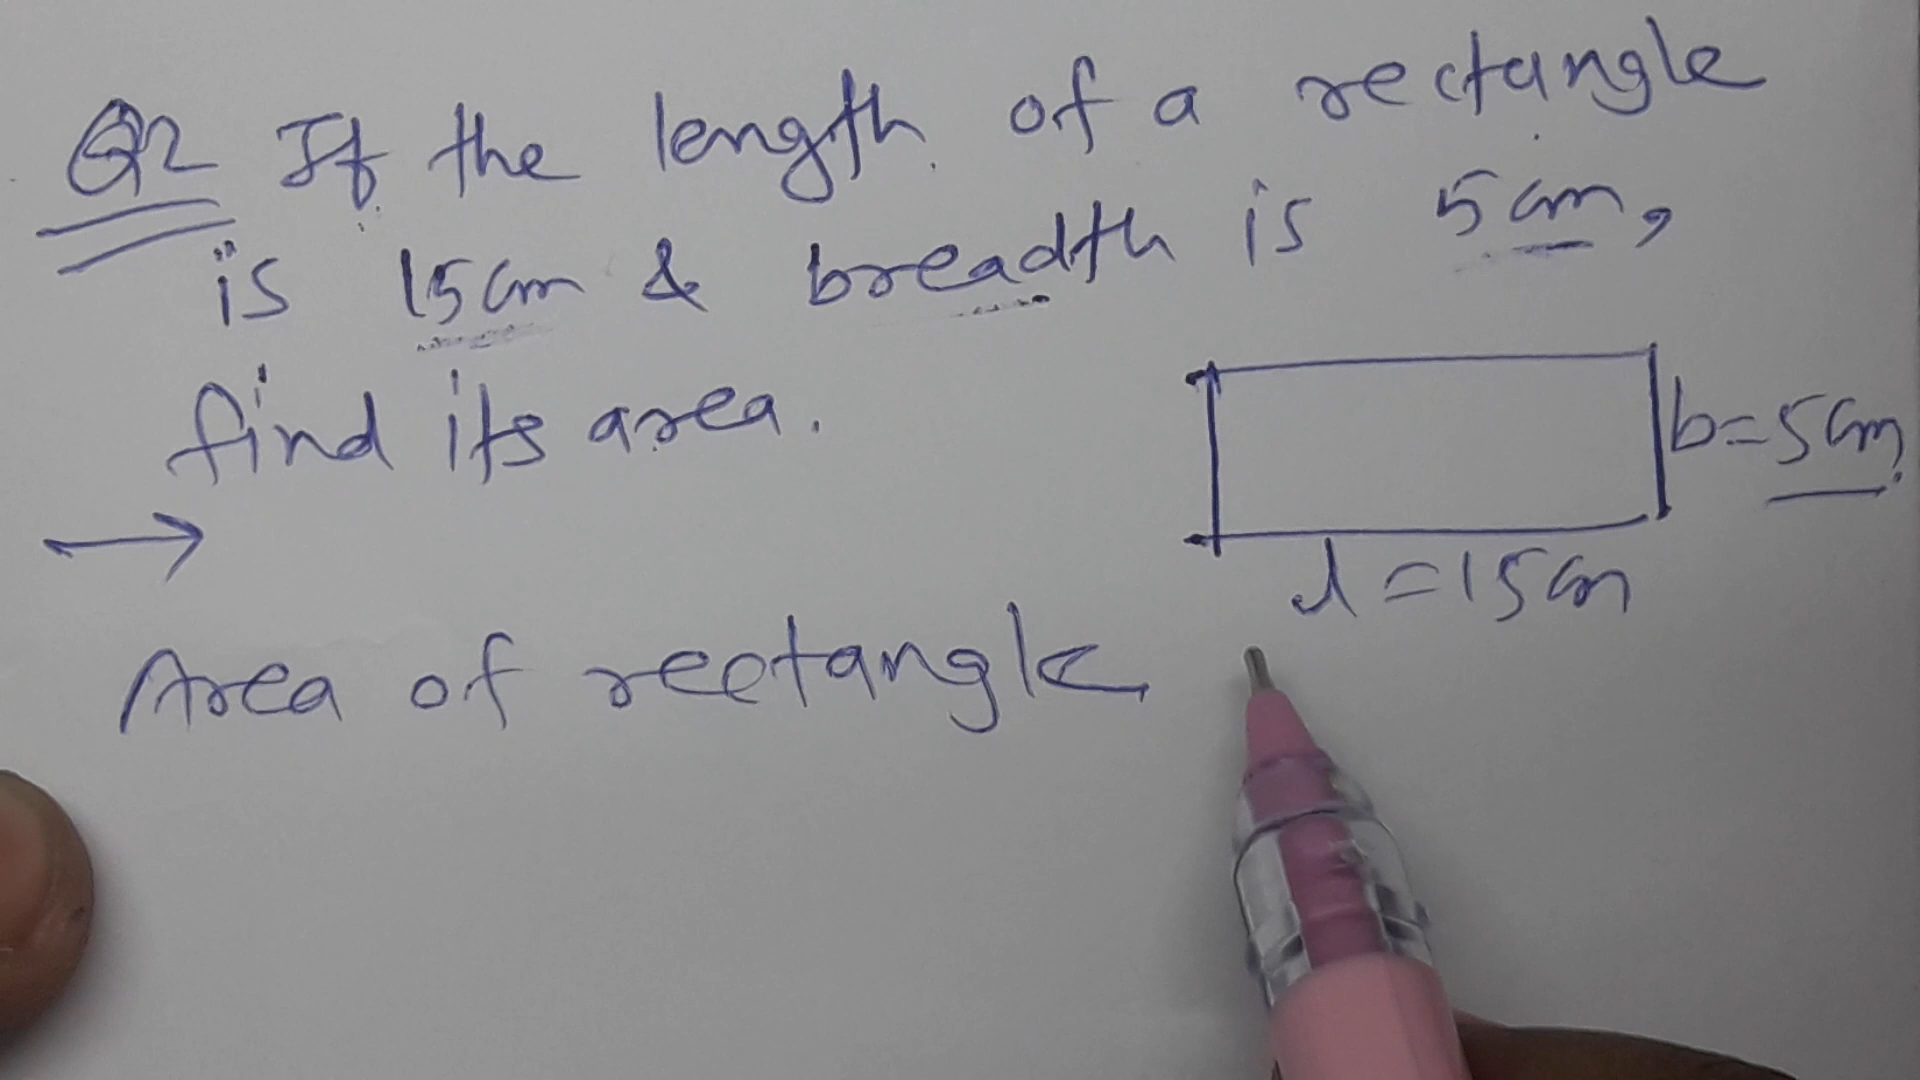 Q2 If the length of a rectangle
is 15cm & breadth is 5cm,
find its area.
b=5cm
l=15cm
→
Area of rectangle